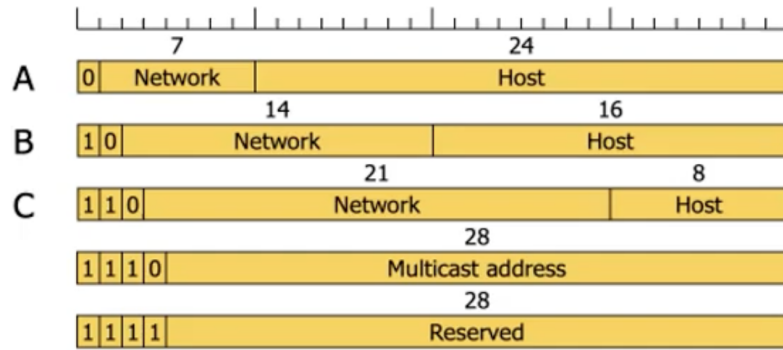 7 24
A 0 Network Host
14 16
B 1 0 Network Host
21 8
C 1 1 0 Network Host
28
1 1 1 0 Multicast address
28
1 1 1 1 Reserved